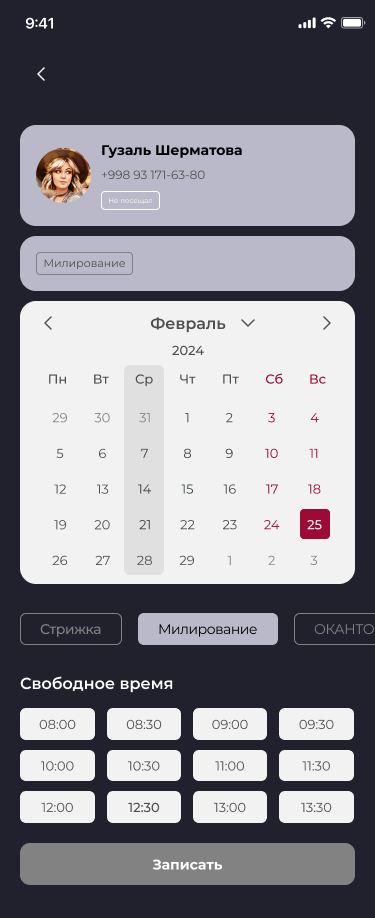 9:41
Гузаль Шерматова
+998 93 171-63-80
Не посещал
Милирование
Февраль
2024
Пн Вт Ср Чт Пт Сб Вс
29 30 31 1 2 3 4
5 6 7 8 9 10 11
12 13 14 15 16 17 18
19 20 21 22 23 24 25
26 27 28 29 1 2 3
Стрижка Милирование ОКАНТО
Свободное время
08:00 08:30 09:00 09:30
10:00 10:30 11:00 11:30
12:00 12:30 13:00 13:30
Записать